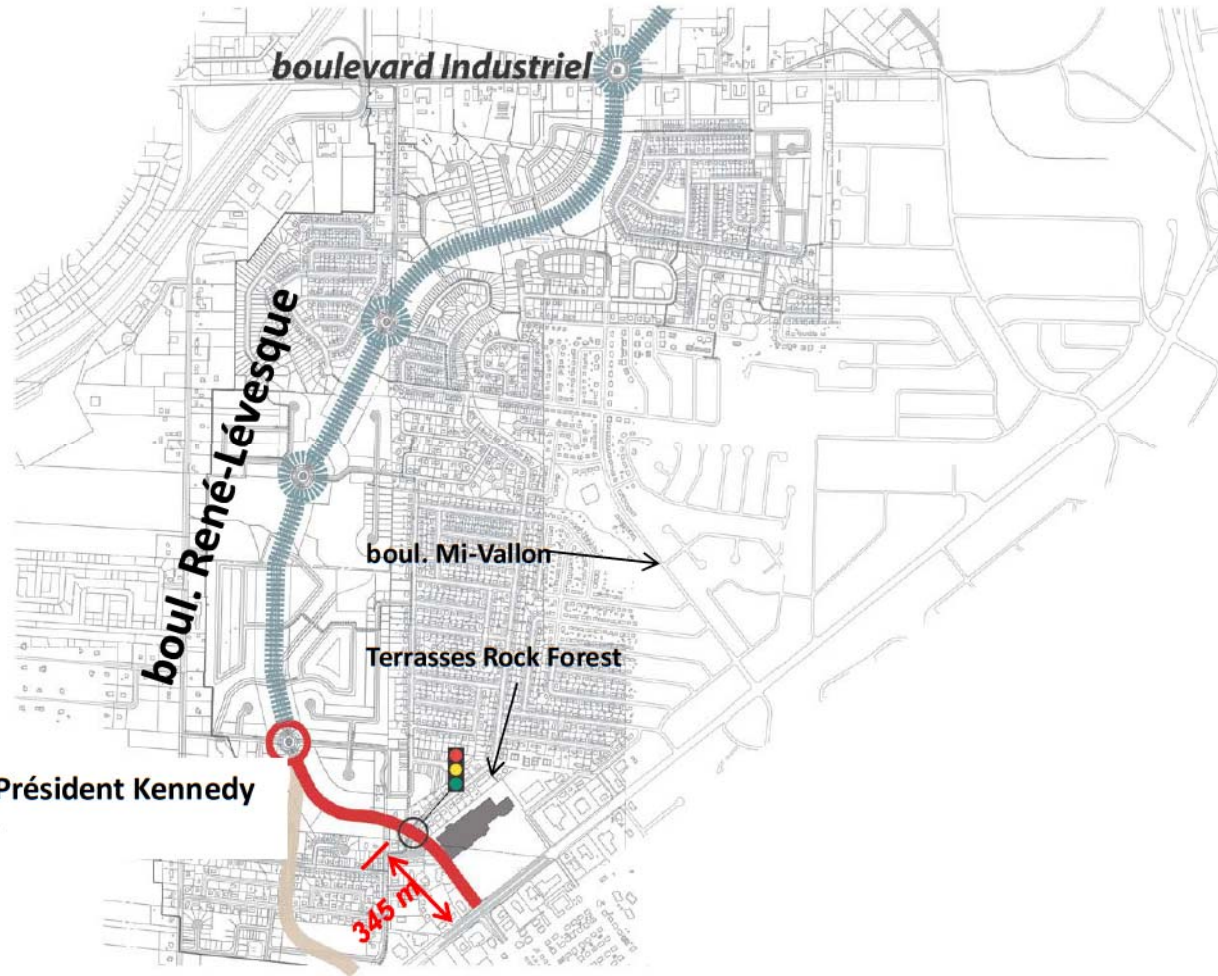 boulevard Industriel
boul. René-Lévesque
boul. Mi-Vallon
Terrasses Rock Forest
Président Kennedy
345 m